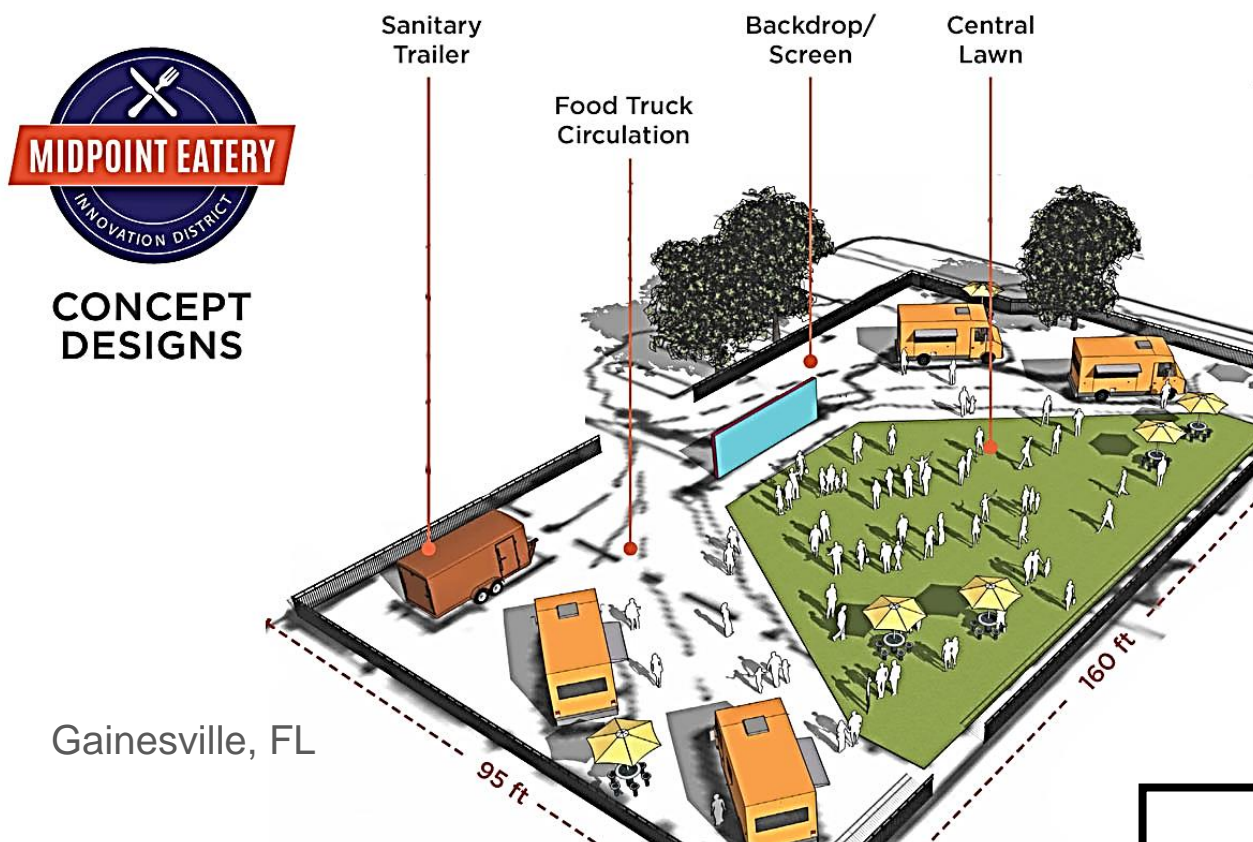 MIDPOINT EATERY
INNOVATION DISTRICT
CONCEPT
DESIGNS
Sanitary
Trailer
Food Truck
Circulation
Backdrop/
Screen
Central
Lawn
160 ft
95 ft
Gainesville, FL